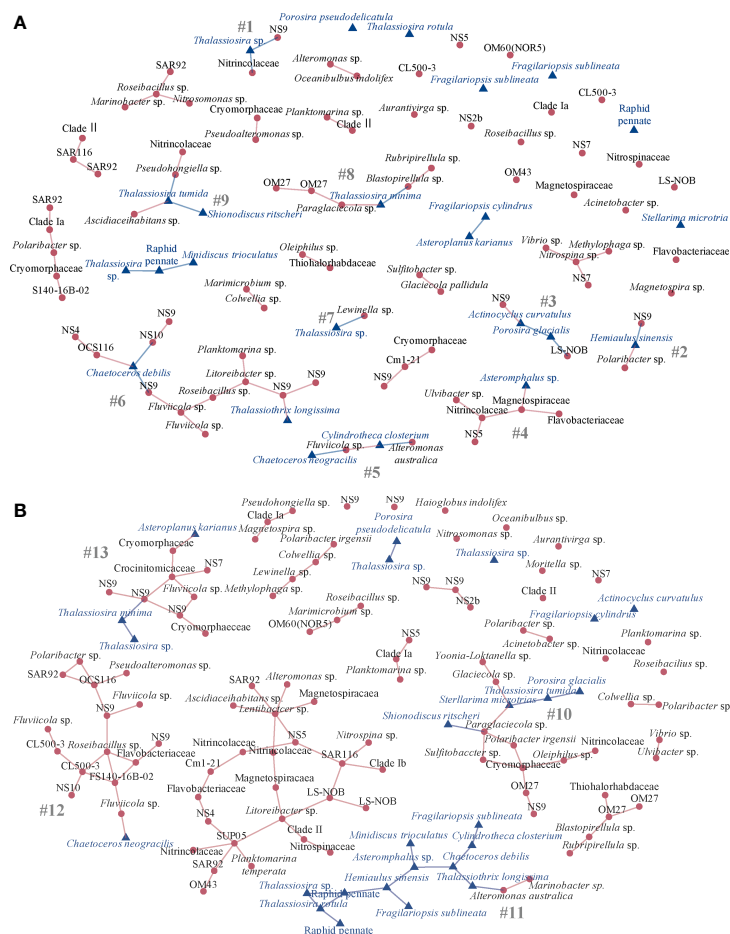 A
#1
NS9
Porosira pseudodelicatula
Thalassiosira rotula
Thalassiosira sp.
Nitrincolaceae
NS5
OM60(NOR5)
SAR92
Alteromonas sp.
Oceanibulbus indolifex
CL500-3
Fragilariopsis sublineata
Fragilariopsis sublineata
Roseibacillus sp.
Marinobacter sp.
Nitrosomonas sp.
Cryomorphaceae
Pseudoalteromonas sp.
Planktomarina sp.
Clade II
Aurantivirga sp.
NS2b
Clade Ia
CL500-3
Raphid
pennate
Clade II
SAR116
SAR92
Nitrincolaceae
Pseudohongiella sp.
Roseibacillus sp.
NS7
Nitrospinaceae
#8
Rubripirellula sp.
Blastopirellula sp.
OM27
OM27
Thalassiosira minima
Paraglaciecola sp.
OM43
Magnetospiraceae
LS-NOB
Acinetobacter sp.
Thalassiosira tumida
#9
Ascidiaceihabitans sp.
Shionodiscus ritscheri
Fragilariopsis cylindrus
Asteroplanus karianus
Stellarima microtria
SAR92
Clade Ia
Polaribacter sp.
Cryomorphaceae
S140-16B-02
Raphid
pennate
Minidiscus trioculatus
Thalassiosira
sp.
Oleiphilus sp.
Thiohalorhabdaceae
Vibrio sp.
Methylophaga sp.
Nitrospina sp.
NS7
Flavobacteriaceae
Marimicrobium sp.
Colwellia sp.
Sulfitobacter sp.
Glaciecola pallidula
Magnetospira sp.
NS9
#3
Actinocyclus curvatulus
Porosira glacialis
LS-NOB
NS9
Hemiaulus sinensis
#2
Polaribacter sp.
#7
Lewinella sp.
Thalassiosira sp.
NS4
NS9
NS10
OCS116
Chaetoceros debilis
#6
NS9
Fluviicola sp.
Fluviicola sp.
Roseibacillus sp.
Planktomarina sp.
Litoreibacter sp.
NS9
NS9
Thalassiothrix longissima
Cryomorphaceae
Cm1-21
NS9
Asteromphalus sp.
Ulvibacter sp.
Magnetospiraceae
Nitrincolaceae
#4
Flavobacteriaceae
NS5
Cylindrotheca closterium
Fluviicola sp.
Alteromonas
australica
Chaetoceros neogracilis
#5
B
Pseudohongiella sp.
Clade Ia
Magnetospira sp.
NS9
NS9
Haioglobus indolifex
Asteroplanus karianus
#13
Cryomorphaceae
Crocinitomicaceae
NS7
NS9
NS9
Fluviicola sp.
Thalassiosira minima
NS9
Cryomorphaeceae
Thalassiosira sp.
Polaribacter irgensii
Colwellia sp.
Lewinella sp.
Methylophaga sp.
Porosira
pseudodelicatula
Thalassiosira sp.
Nitrosomonas sp.
Oceanibulbus sp.
Aurantivirga sp.
Thalassiosira sp.
Moritella sp.
NS7
NS9
NS9
NS2b
Clade II
Actinocyclus curvatulus
Fragilariopsis cylindrus
Roseibacillus sp.
Marimicrobium sp.
OM60(NOR5)
NS5
Clade Ia
Planktomarina sp.
Polaribacter sp.
Acinetobacter sp.
Planktomarina sp.
Nitrincolaceae
Roseibacilius sp.
Polaribacter sp.
SAR92
OCS116
Pseudoalteromonas sp.
NS9
Fluviicola sp.
Fluviicola sp.
CL500-3
Roseibacillus sp.
NS9
CL500-3
Flavobacteriaceae
FS140-16B-02
NS10
#12
Fluviicola sp.
Chaetoceros neogracilis
SAR92
Alteromonas sp.
Ascidiaceihabitans sp.
Magnetospiracaea
Lentibacter sp.
Nitrincolaceae
NS5
Nitrincolaceae
Nitrospina sp.
SAR116
Clade Ib
Cm1-21
Magnetospiracaea
LS-NOB
LS-NOB
Flavobacteriaceae
NS4
Litoreibacter sp.
SUP05
Clade II
Nitrospinaceae
Nitrincolaceae
SAR92
Planktomarina
temperata
OM43
Yoonia-Loktanella sp.
Glaciecola sp.
Porosira glacialis
Thalassiosira tumida
Sterllarima microtrias
#10
Shionodiscus ritscheri
Paraglaciecola sp.
Polaribacter irgensii
Sulfitobaccter sp.
Oleiphilus sp.
Nitrincolaceae
Cryomorphaceae
OM27
NS9
Colwellia sp.
Polaribacter sp
Vibrio sp.
Ulvibacter sp.
Thiohalorhabdaceae
OM27
OM27
Blastopirellula sp.
Rubripirellula sp.
Fragilariopsis sublineata
Minidiscus trioculatus
Cylindrotheca closterium
Asteromphalus sp.
Chaetoceros debilis
Hemiaulus sinensis
Thalassiothrix longissima
Marinobacter sp.
Alteromonas australica
#11
Thalassiosira sp.
Raphid pennate
Thalassiosira rotula
Fragilariopsis sublineata
Raphid pennate